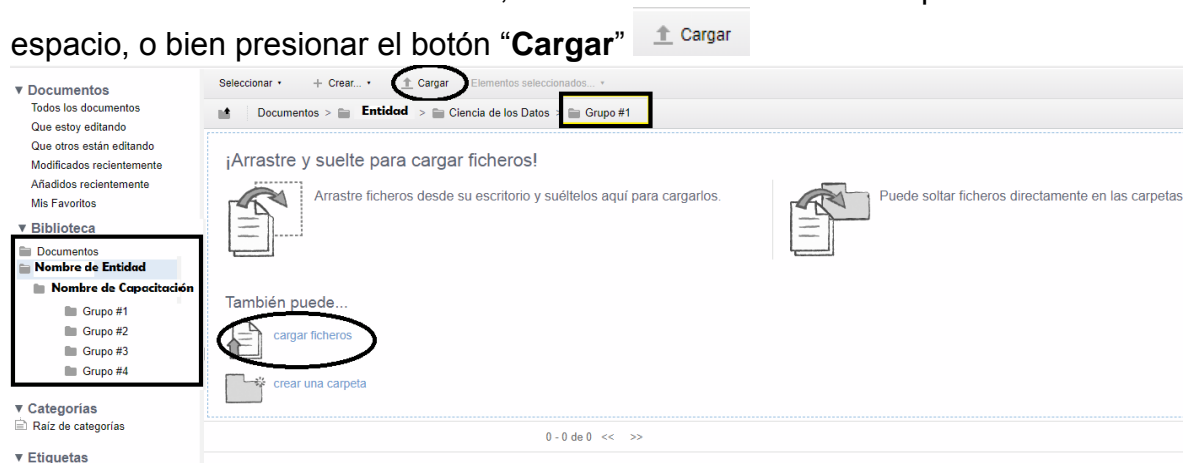 espacio, o bien presionar el botón “Cargar” Cargar
▼ Documentos
Todos los documentos
Que estoy editando
Que otros están editando
Modificados recientemente
Añadidos recientemente
Mis Favoritos
▼ Biblioteca
Documentos
Nombre de Entidad
Nombre de Capacitación
Grupo #1
Grupo #2
Grupo #3
Grupo #4
▼ Categorías
Raíz de categorías
▼ Etiquetas
Seleccionar + Crear... Cargar Elementos seleccionados...
Documentos > Entidad > Ciencia de los Datos > Grupo #1
¡Arrastre y suelte para cargar ficheros!
Arrastre ficheros desde su escritorio y suéltelos aquí para cargarlos.
Puede soltar ficheros directamente en las carpetas
También puede...
cargar ficheros
crear una carpeta
0 - 0 de 0 << >>